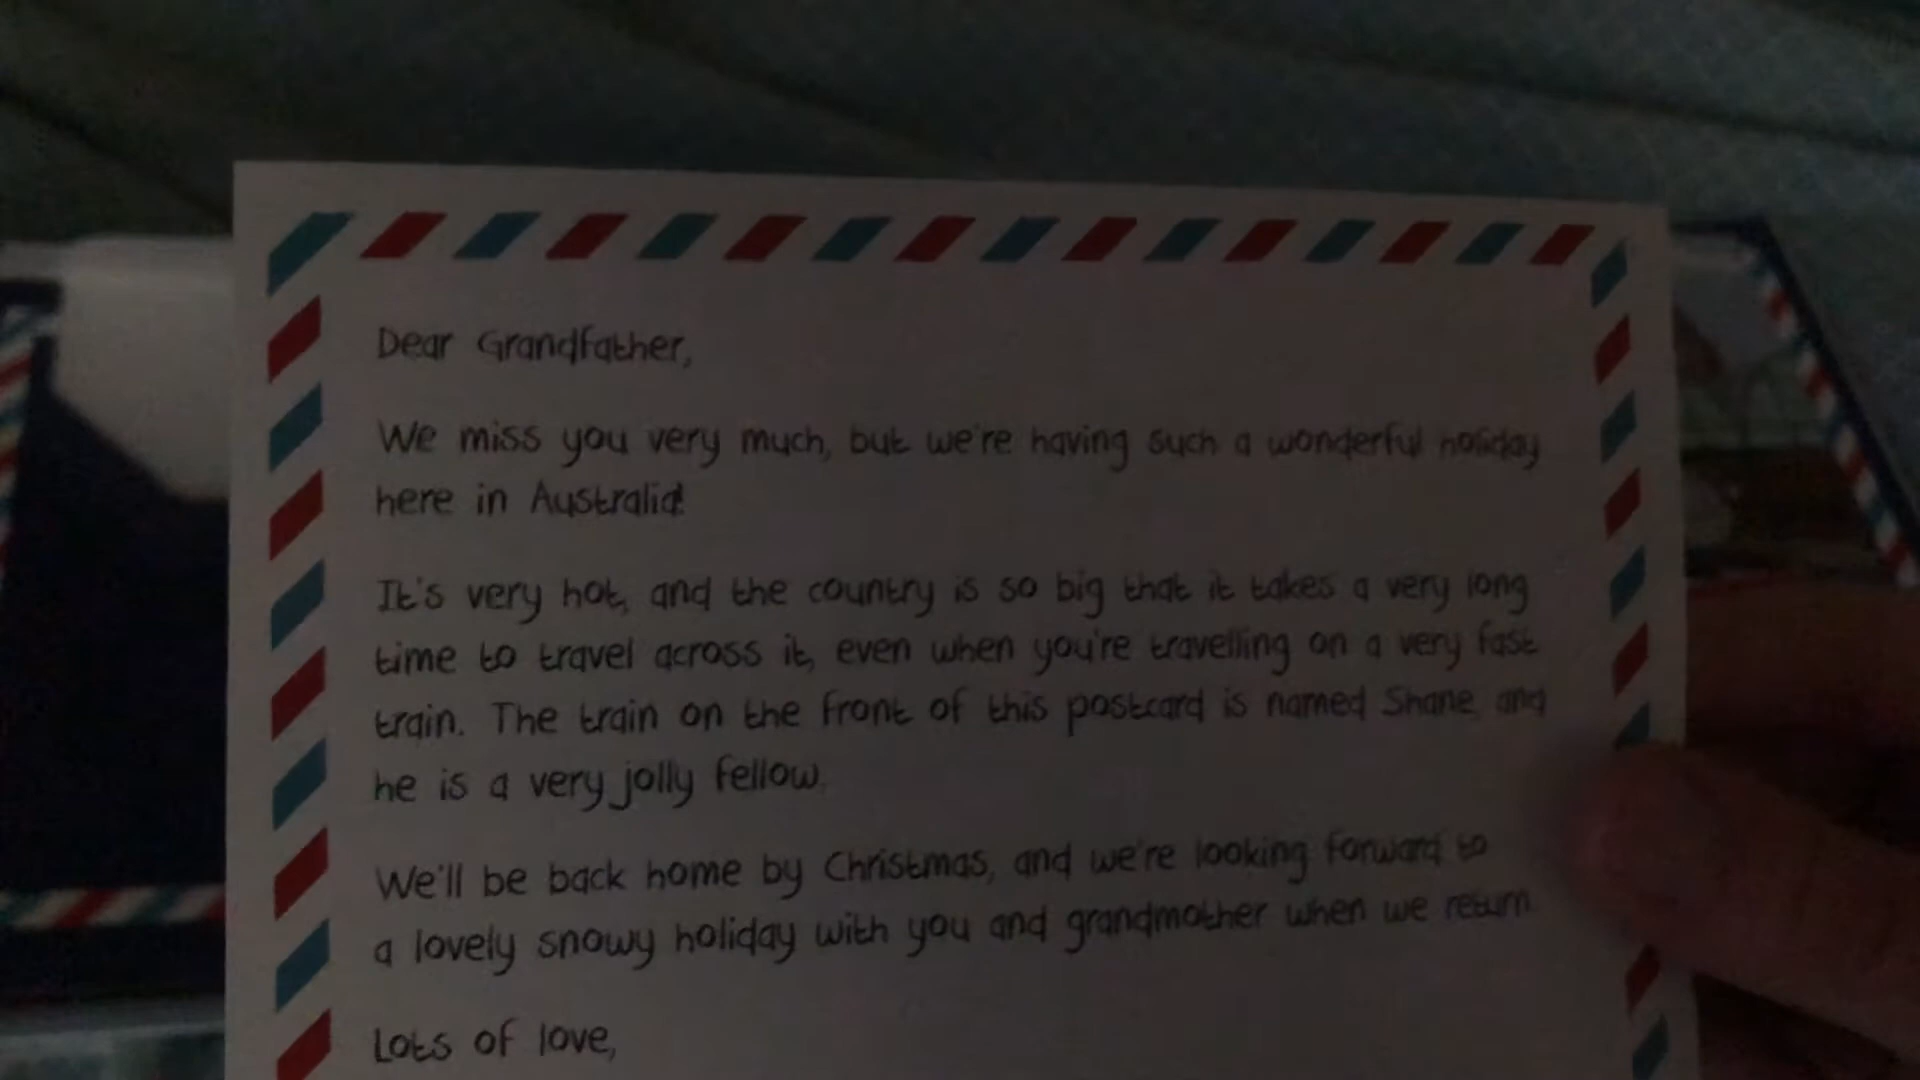 Dear Grandfather,
We miss you very much, but we're having such a wonderful holiday
here in Australia!
It's very hot, and the country is so big that it takes a very long
time to travel across it, even when you're travelling on a very fast
train. The train on the front of this postcard is named Shane and
he is a very jolly fellow.
We'll be back home by Christmas, and we're looking forward to
a lovely snowy holiday with you and grandmother when we return.
Lots of love,